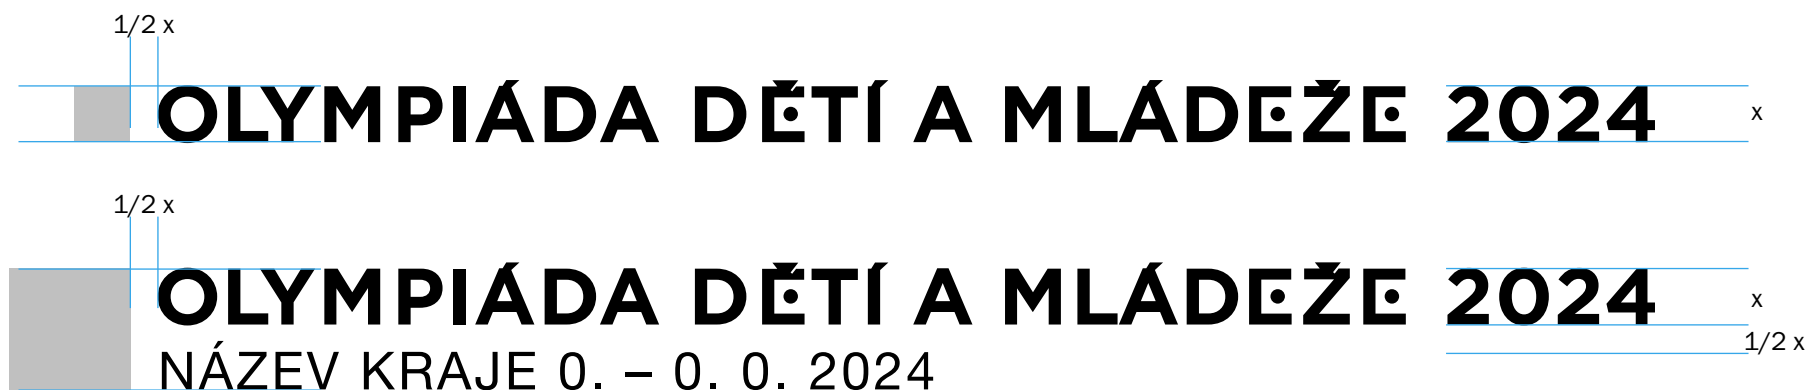 1/2 x
OLYMPIÁDA DĚTÍ A MLÁDEŽE 2024
x
1/2 x
OLYMPIÁDA DĚTÍ A MLÁDEŽE 2024
x
1/2 x
NÁZEV KRAJE 0. – 0. 0. 2024